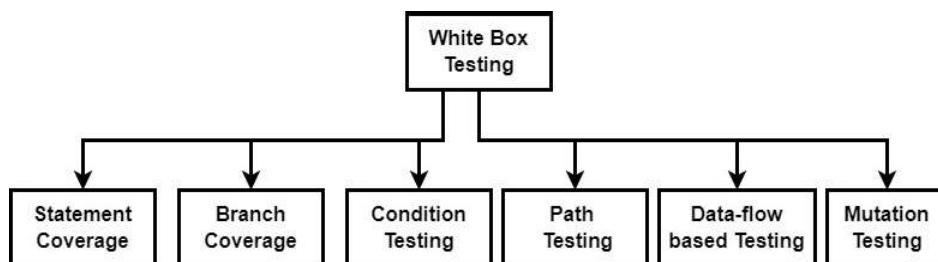 White Box
Testing
Statement
Coverage
Branch
Coverage
Condition
Testing
Path
Testing
Data-flow
based Testing
Mutation
Testing